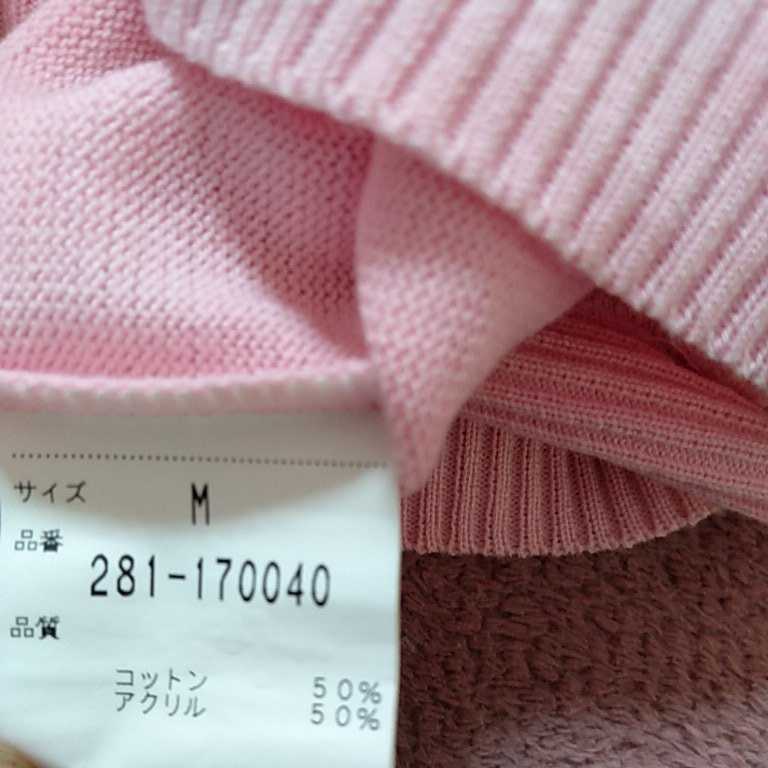 サイズ M
品番
281-170040
品質
コットン 50%
アクリル 50%